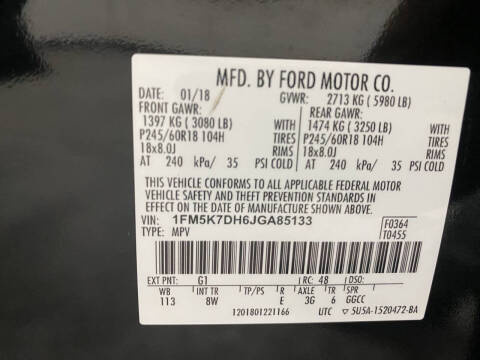 MFD. BY FORD MOTOR CO.
DATE: 01/18 GVWR: 2713 KG ( 5980 LB)
FRONT GAWR: REAR GAWR:
1397 KG ( 3080 LB) WITH 1474 KG ( 3250 LB) WITH
P245/60R18 104H TIRES P245/60R18 104H TIRES
18x8.0J RIMS 18x8.0J RIMS
AT 240 kPa/ 35 PSI COLD AT 240 kPa/ 35 PSI COLD
THIS VEHICLE CONFORMS TO ALL APPLICABLE FEDERAL MOTOR
VEHICLE SAFETY AND THEFT PREVENTION STANDARDS IN
EFFECT ON THE DATE OF MANUFACTURE SHOWN ABOVE.
VIN: 1FM5K7DH6JGA85133 F0364
TYPE: MPV T0455
EXT PNT: G1 RC: 48 DSO:
WB INT TR TP/PS R AXLE TR SPR
113 8W E 3G 6 GGCC
1201801221166 UTC 5U5A-1520472-BA